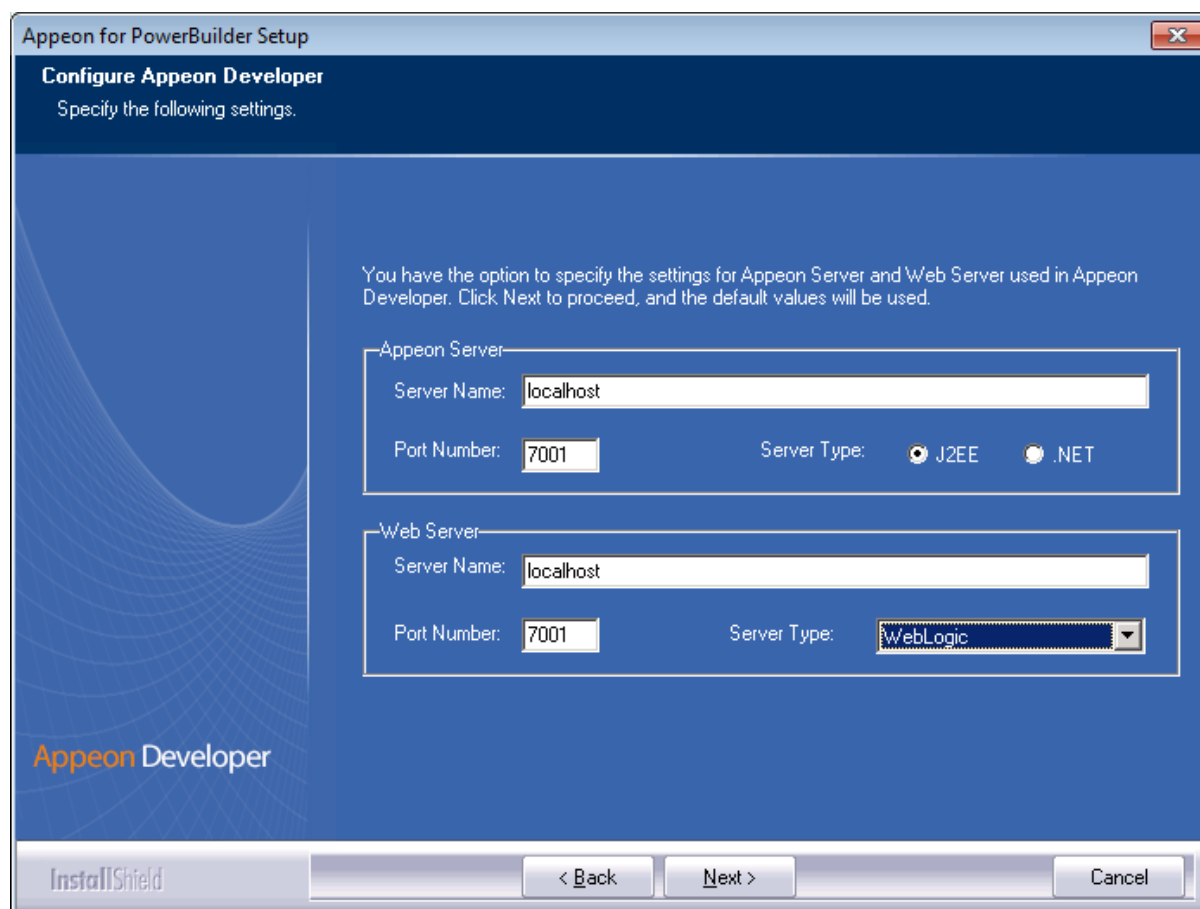 Appeon for PowerBuilder Setup
Configure Appeon Developer
Specify the following settings.
You have the option to specify the settings for Appeon Server and Web Server used in Appeon
Developer. Click Next to proceed, and the default values will be used.
Appeon Server
Server Name: localhost
Port Number: 7001 Server Type: J2EE .NET
Web Server
Server Name: localhost
Port Number: 7001 Server Type: WebLogic
Appeon Developer
InstallShield
< Back Next > Cancel